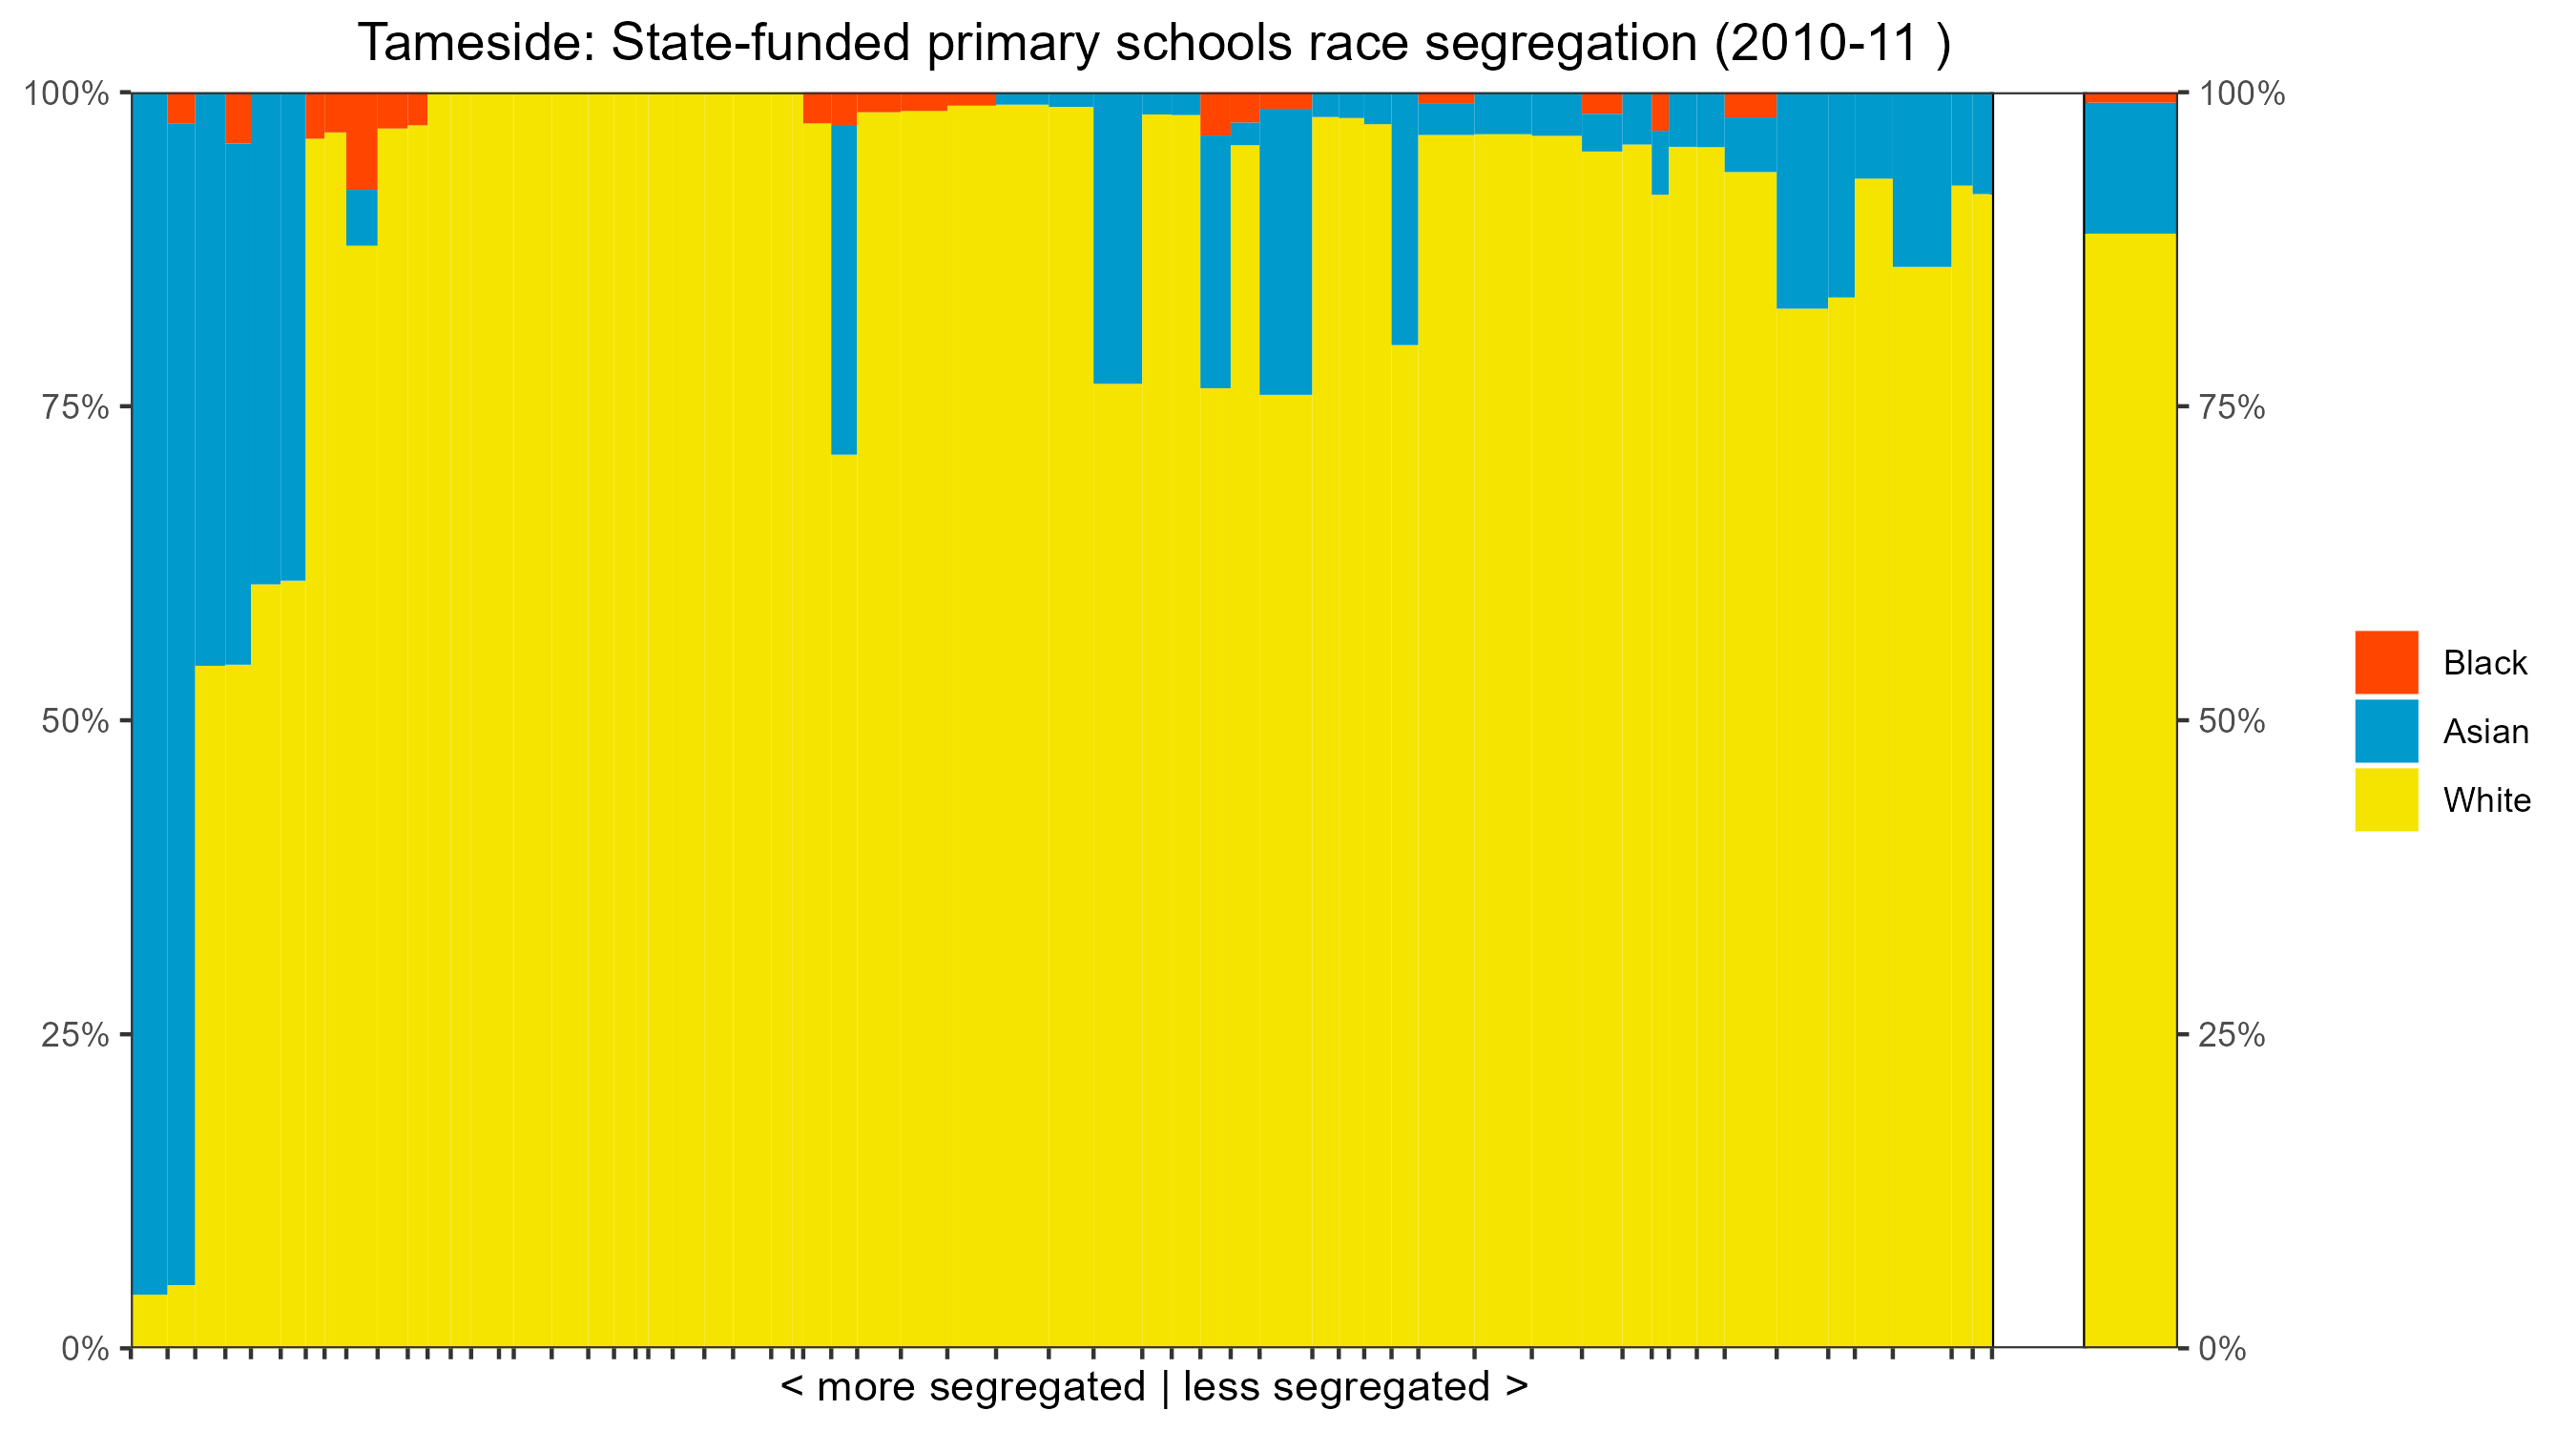 Tameside: State-funded primary schools race segregation (2010-11 )
100%
75%
50%
25%
0%
100%
75%
50%
25%
0%
Black
Asian
White
< more segregated | less segregated >